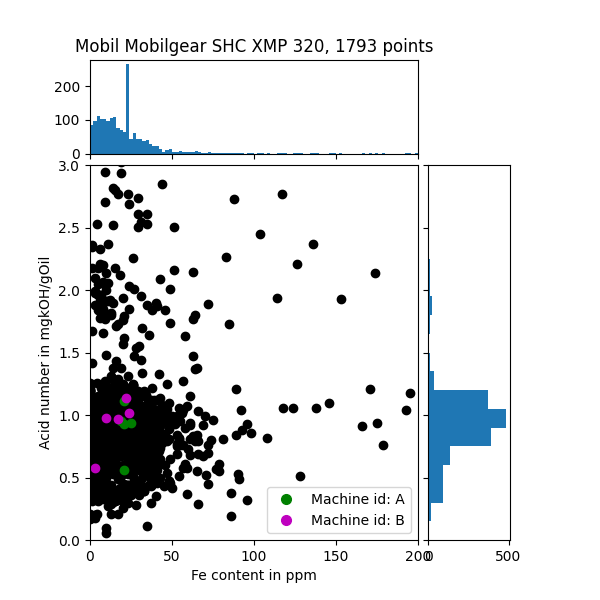 Mobil Mobilgear SHC XMP 320, 1793 points
200
100
0
3.0
2.5
2.0
1.5
1.0
0.5
0.0
Acid number in mgkOH/gOil
Machine id: A
Machine id: B
0 50 100 150 200
0 500
Fe content in ppm